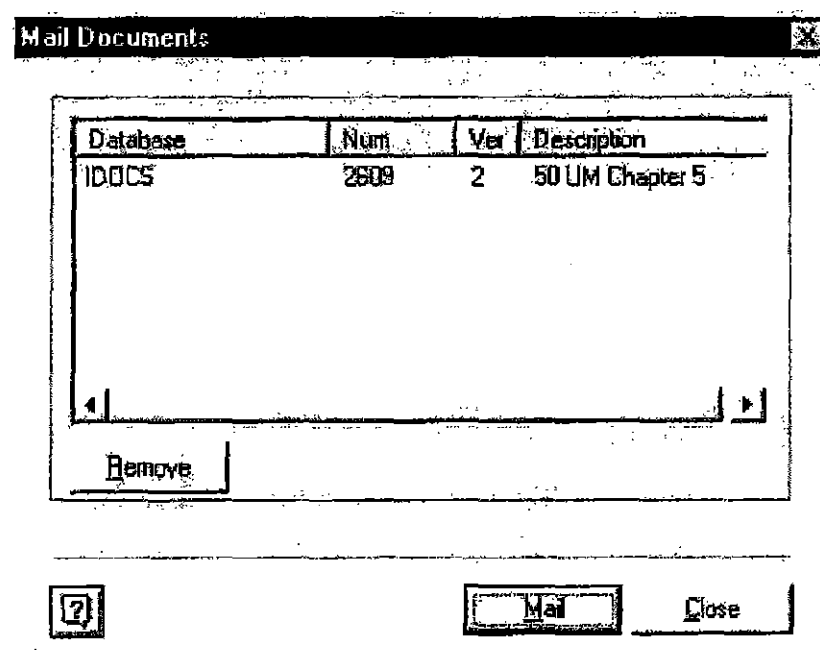 Mail Documents
Database Num Ver Description
IDOCS 2609 2 50 UM Chapter 5
Remove
Mail Close